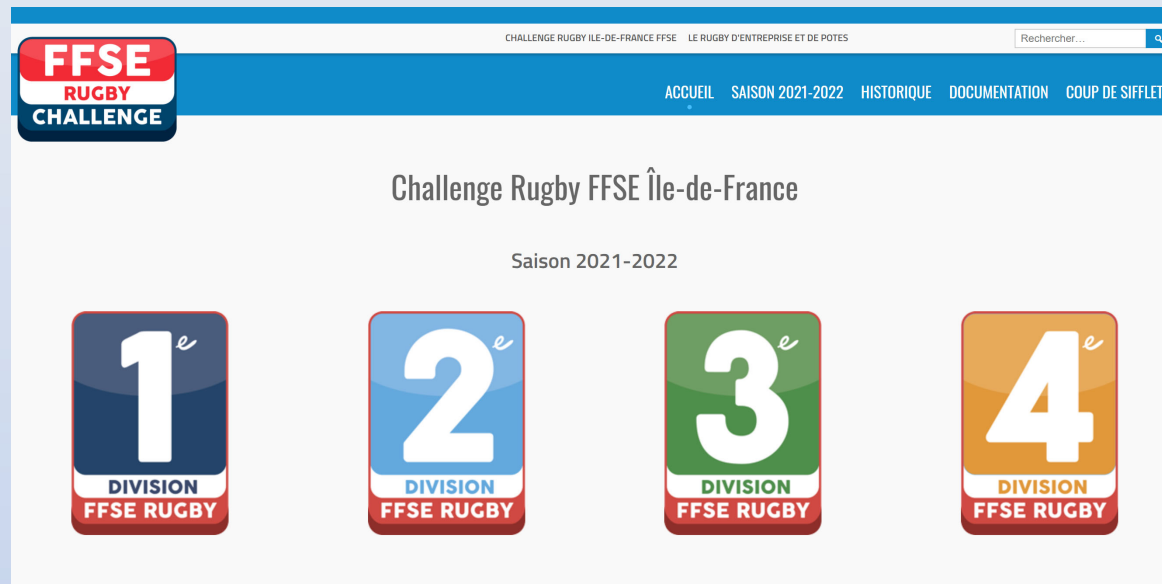 CHALLENGE RUGBY ILE-DE-FRANCE FFSE LE RUGBY D'ENTREPRISE ET DE POTES
Rechercher...
FFSE
RUGBY
CHALLENGE
ACCUEIL SAISON 2021-2022 HISTORIQUE DOCUMENTATION COUP DE SIFFLET
Challenge Rugby FFSE Île-de-France
Saison 2021-2022
1e
DIVISION
FFSE RUGBY
2e
DIVISION
FFSE RUGBY
3e
DIVISION
FFSE RUGBY
4e
DIVISION
FFSE RUGBY